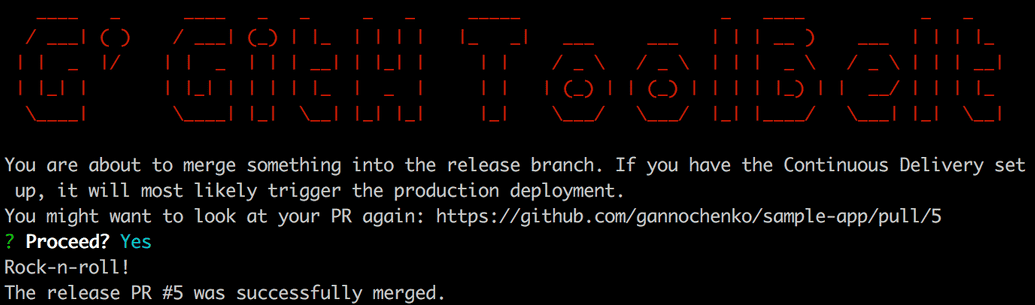 G' GitH ToolBelt
You are about to merge something into the release branch. If you have the Continuous Delivery set
up, it will most likely trigger the production deployment.
You might want to look at your PR again: https://github.com/gannochenko/sample-app/pull/5
? Proceed? Yes
Rock-n-roll!
The release PR #5 was successfully merged.